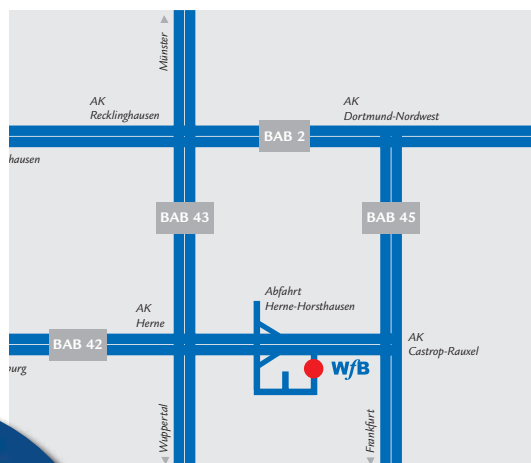 Münster
AK
Recklinghausen
AK
Dortmund-Nordwest
BAB 2
hausen
BAB 43
BAB 45
Abfahrt
Herne-Horsthausen
AK
Herne
BAB 42
AK
Castrop-Rauxel
WfB
burg
Wuppertal
Frankfurt